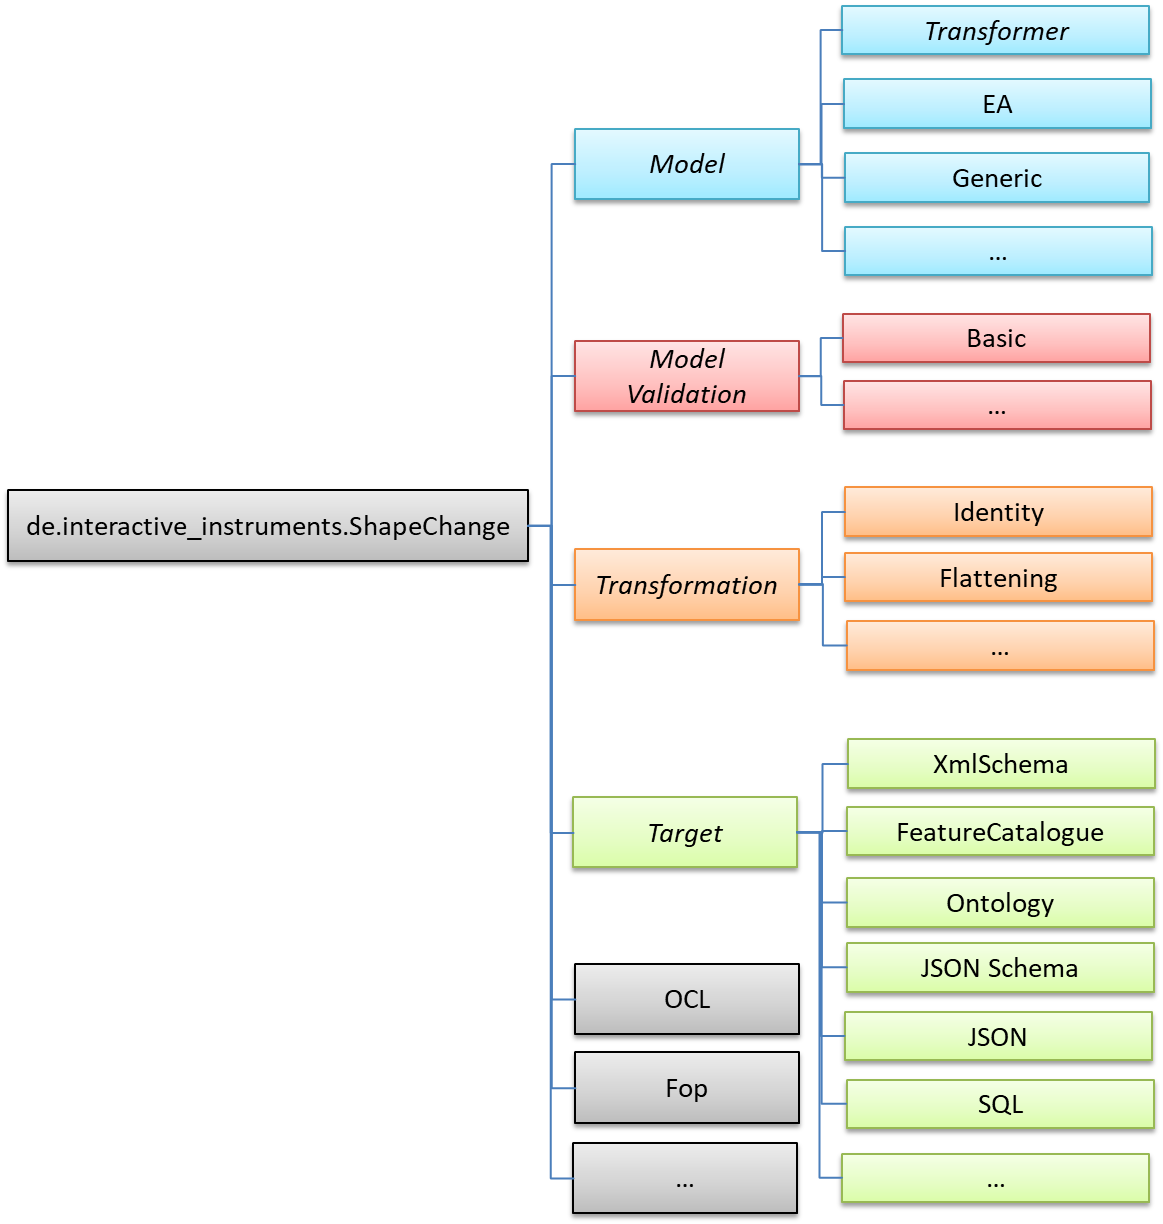 de.interactive_instruments.ShapeChange
Model
Transformer
EA
Generic
...
Model
Validation
Basic
...
Transformation
Identity
Flattening
...
Target
XmlSchema
FeatureCatalogue
Ontology
JSON Schema
JSON
SQL
...
OCL
Fop
...